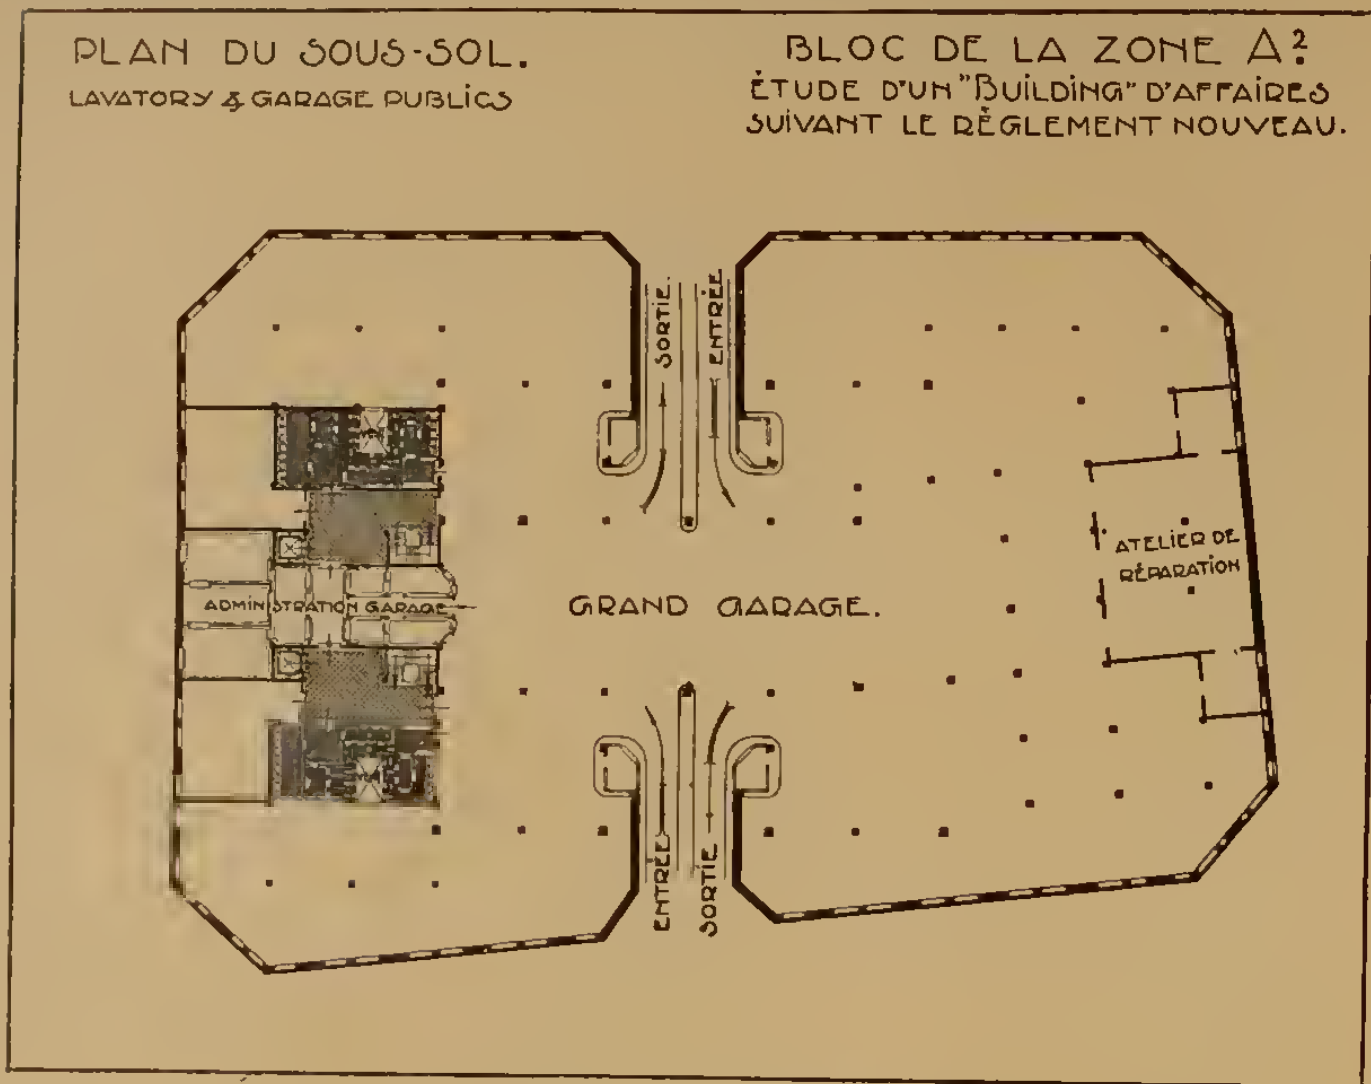 PLAN DU SOUS-SOL.
LAVATORY & GARAGE PUBLICS
BLOC DE LA ZONE A²
ÉTUDE D'UN "BUILDING" D'AFFAIRES
SUIVANT LE RÈGLEMENT NOUVEAU.
SORTIE.
ENTRÉE
ATELIER DE
RÉPARATION
ADMINISTRATION GARAGE
GRAND GARAGE.
ENTRÉE
SORTIE